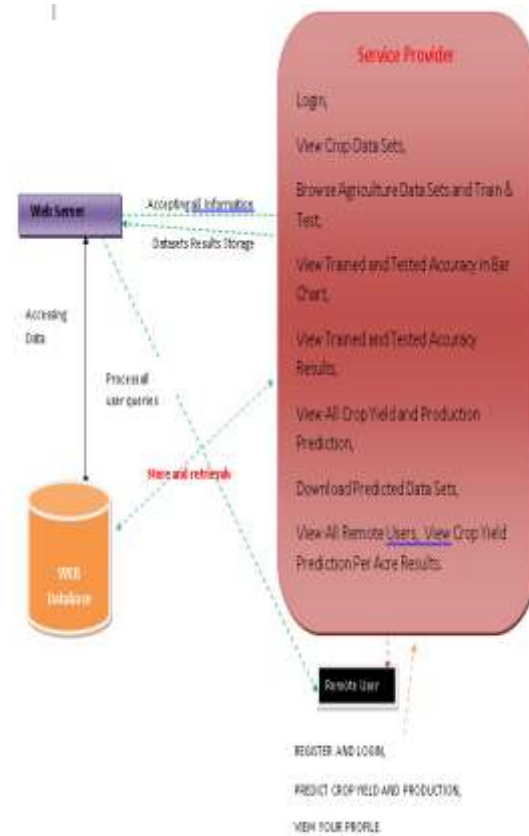 Service Provider
Login,
View Crop Data Sets,
Browse Agriculture Data Sets and Train &
Test,
View Trained and Tested Accuracy in Bar
Chart,
View Trained and Tested Accuracy
Results,
View All Crop Yield and Production
Prediction,
Download Predicted Data Sets,
View All Remote Users, View Crop Yield
Prediction Per Acre Results.
Web Server
Accepting all Information
Datasets Results Storage
Accessing
Data
Process all
user queries
Store and retrievals
WEB
Database
Remote User
REGISTER AND LOGIN,
PREDICT CROP YIELD AND PRODUCTION,
VIEW YOUR PROFILE